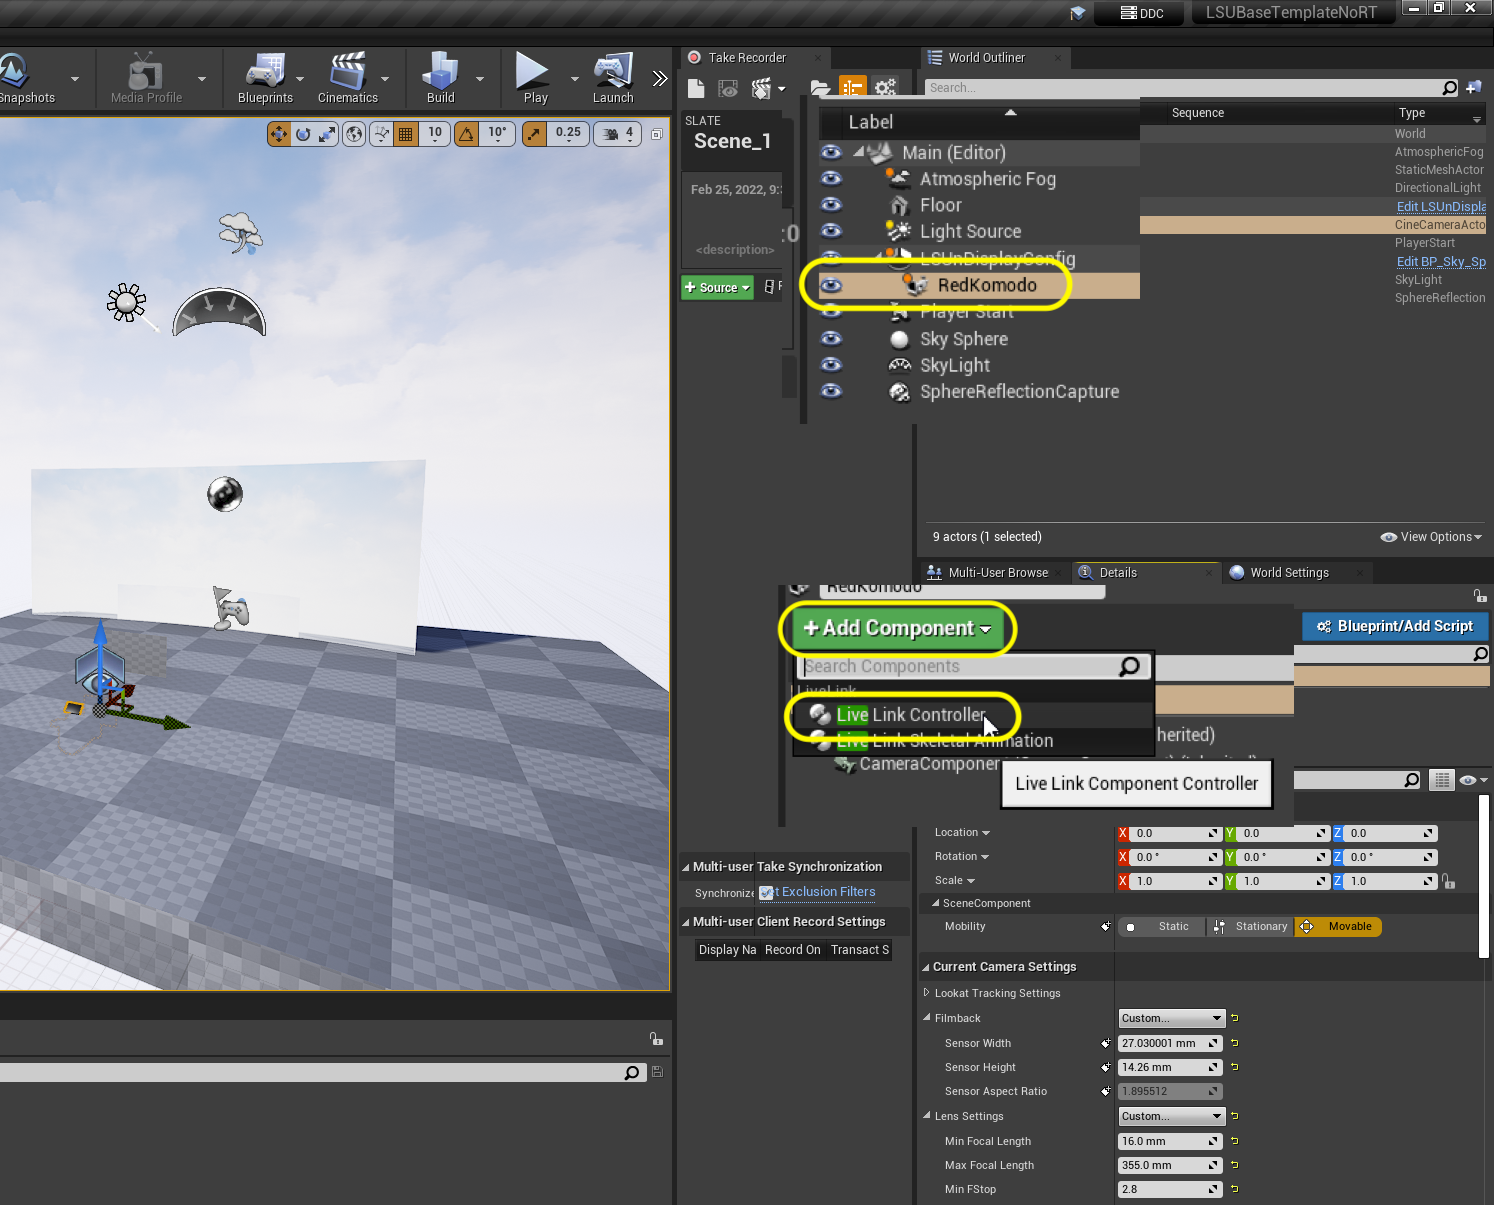 DDC
LSUBaseTemplateNoRT
Snapshots
Media Profile
Blueprints
Cinematics
Build
Play
Launch
10
10°
0.25
4
Take Recorder
SLATE
Scene_1
Feb 25, 2022, 9:
<description>
:0
+ Source
World Outliner
Search...
Label
Sequence
Type
Main (Editor)
World
Atmospheric Fog
AtmosphericFog
Floor
StaticMeshActor
Light Source
DirectionalLight
LSUnDisplayConfig
Edit LSUnDispla
RedKomodo
CineCameraActo
Player Start
PlayerStart
Sky Sphere
Edit BP_Sky_Sp
SkyLight
SkyLight
SphereReflectionCapture
SphereReflection
9 actors (1 selected)
View Options
Multi-User Browse
Details
World Settings
RedKomodo
+ Add Component
Blueprint/Add Script
Search Components
LiveLink
Live Link Controller
Live Link Skeletal Animation
herited)
CameraComponen
Live Link Component Controller
Location
X 0.0
Y 0.0
Z 0.0
Rotation
X 0.0 °
Y 0.0 °
Z 0.0 °
Scale
X 1.0
Y 1.0
Z 1.0
SceneComponent
Mobility
Static
Stationary
Movable
Current Camera Settings
Lookat Tracking Settings
Filmback
Custom...
Sensor Width
27.030001 mm
Sensor Height
14.26 mm
Sensor Aspect Ratio
1.895512
Lens Settings
Custom...
Min Focal Length
16.0 mm
Max Focal Length
355.0 mm
Min FStop
2.8
Multi-user Take Synchronization
Synchronize
t Exclusion Filters
Multi-user Client Record Settings
Display Na
Record On
Transact S